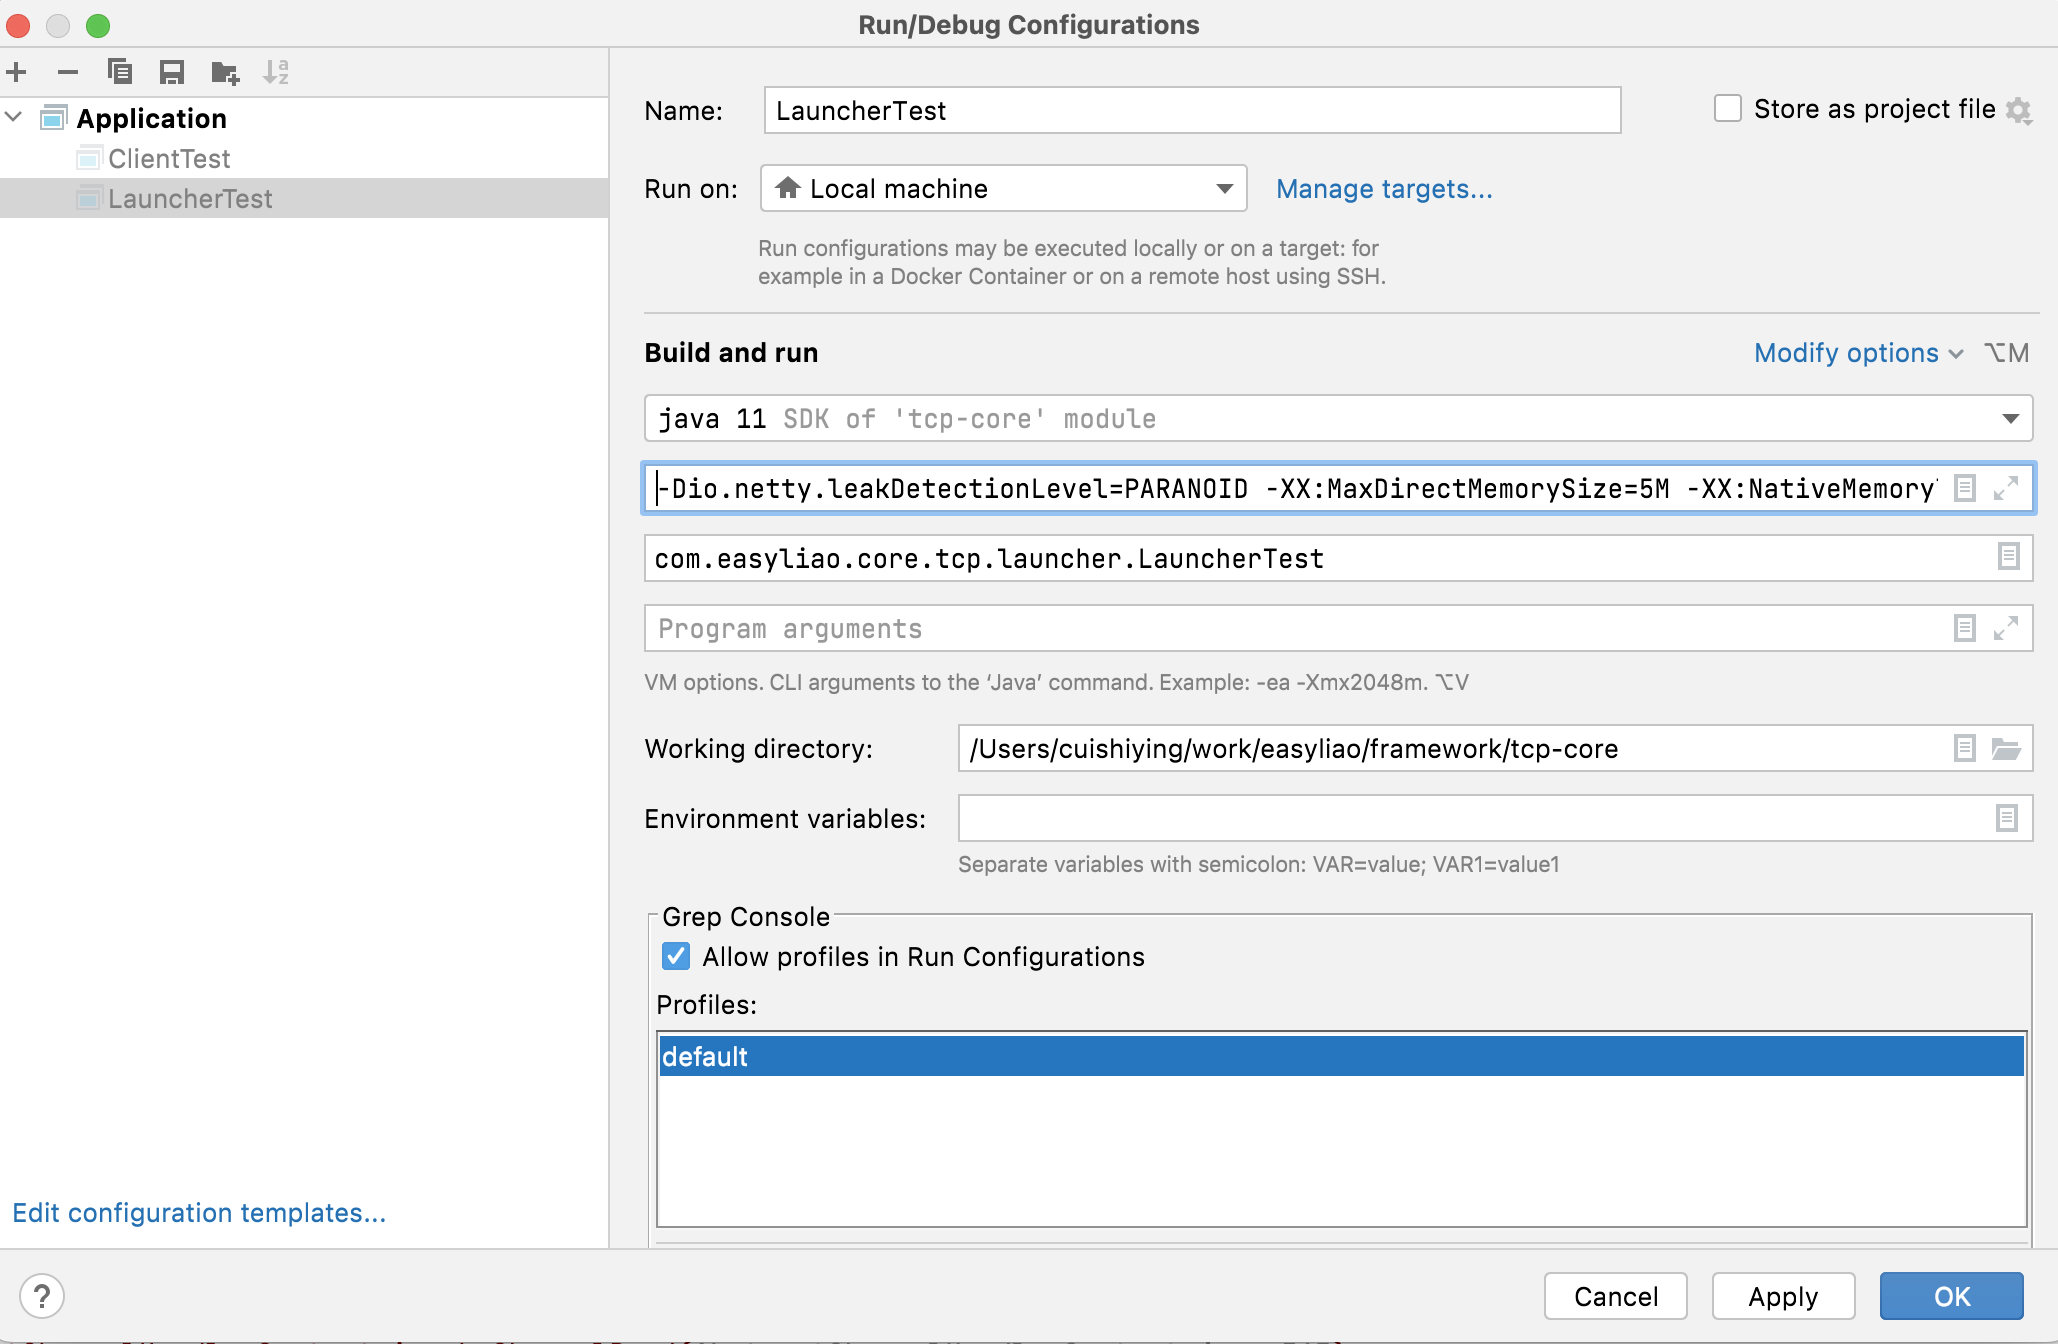 Run/Debug Configurations
Application
ClientTest
LauncherTest
Edit configuration templates...
Name: LauncherTest
Store as project file
Run on: Local machine Manage targets...
Run configurations may be executed locally or on a target: for
example in a Docker Container or on a remote host using SSH.
Build and run Modify options ⌥M
java 11 SDK of 'tcp-core' module
-Dio.netty.leakDetectionLevel=PARANOID -XX:MaxDirectMemorySize=5M -XX:NativeMemory
com.easyliao.core.tcp.launcher.LauncherTest
Program arguments
VM options. CLI arguments to the ‘Java’ command. Example: -ea -Xmx2048m. ⌥V
Working directory: /Users/cuishiying/work/easyliao/framework/tcp-core
Environment variables:
Separate variables with semicolon: VAR=value; VAR1=value1
Grep Console
Allow profiles in Run Configurations
Profiles:
default
? Cancel Apply OK